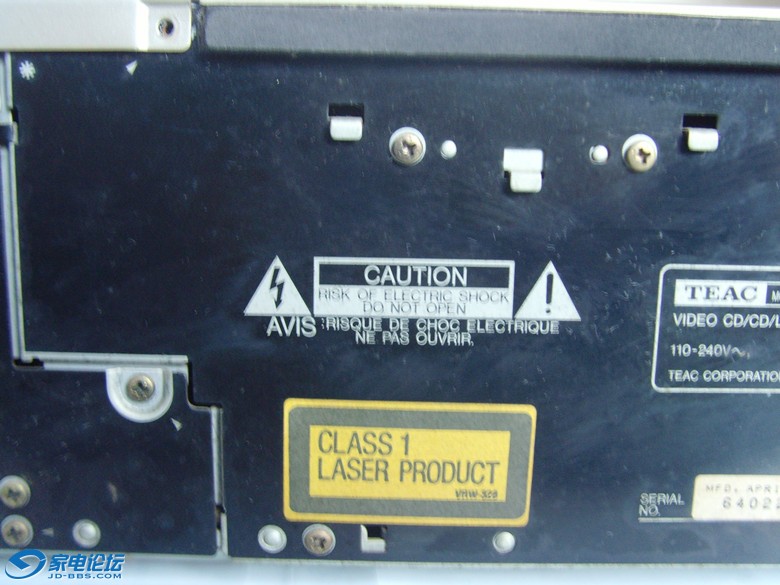 CAUTION
RISK OF ELECTRIC SHOCK
DO NOT OPEN
AVIS :RISQUE DE CHOC ELECTRIQUE
NE PAS OUVRIR.
TEAC
VIDEO CD/CD/
110-240V~,
TEAC CORPORATION
CLASS 1
LASER PRODUCT
VRW-328
SERIAL
NO.
MFD. APRI
家电论坛
JD-BBS.COM